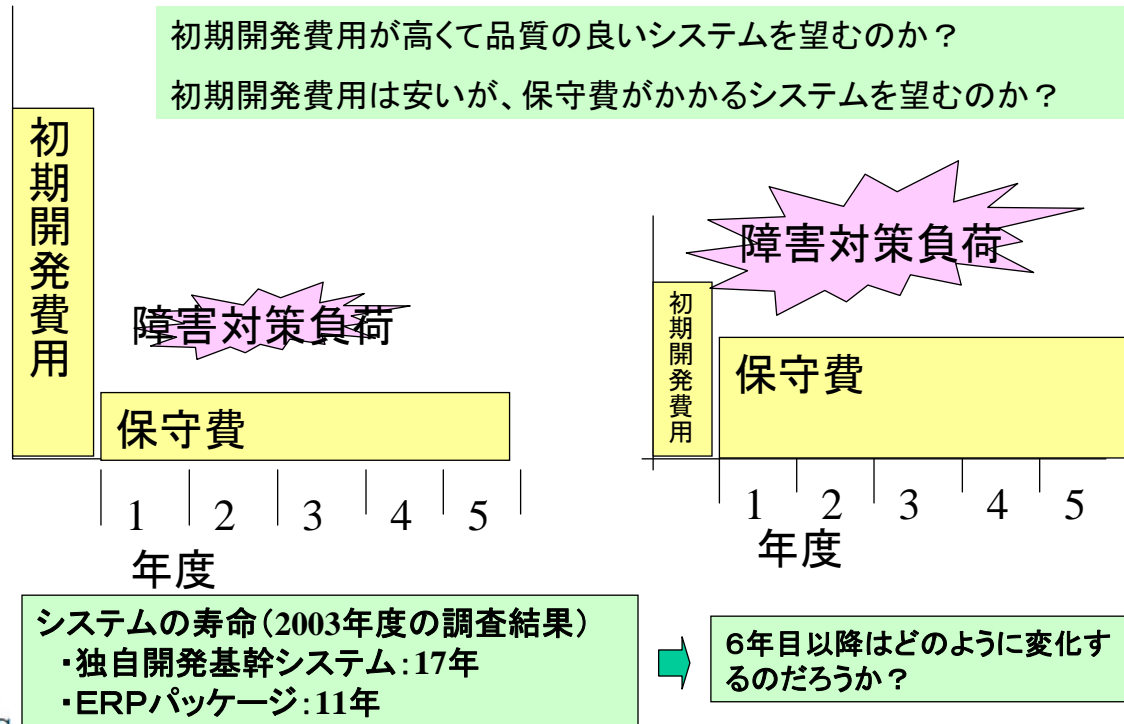 初期開発費用が高くて品質の良いシステムを望むのか？
初期開発費用は安いが、保守費がかかるシステムを望むのか？
初期開発費用
障害対策負荷
保守費
1 2 3 4 5
年度
初期開発費用
障害対策負荷
保守費
1 2 3 4 5
年度
システムの寿命（2003年度の調査結果）
・独自開発基幹システム：17年
・ＥＲＰパッケージ：11年
６年目以降はどのように変化す
るのだろうか？